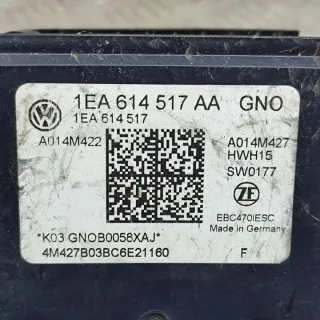 1EA 614 517 AA GNO
1EA 614 517
A014M422 A014M427
HWH15
SW0177
ZF
EBC470IESC
Made in Germany
*K03 GNOB0058XAJ*
4M427B03BC6E21160 F